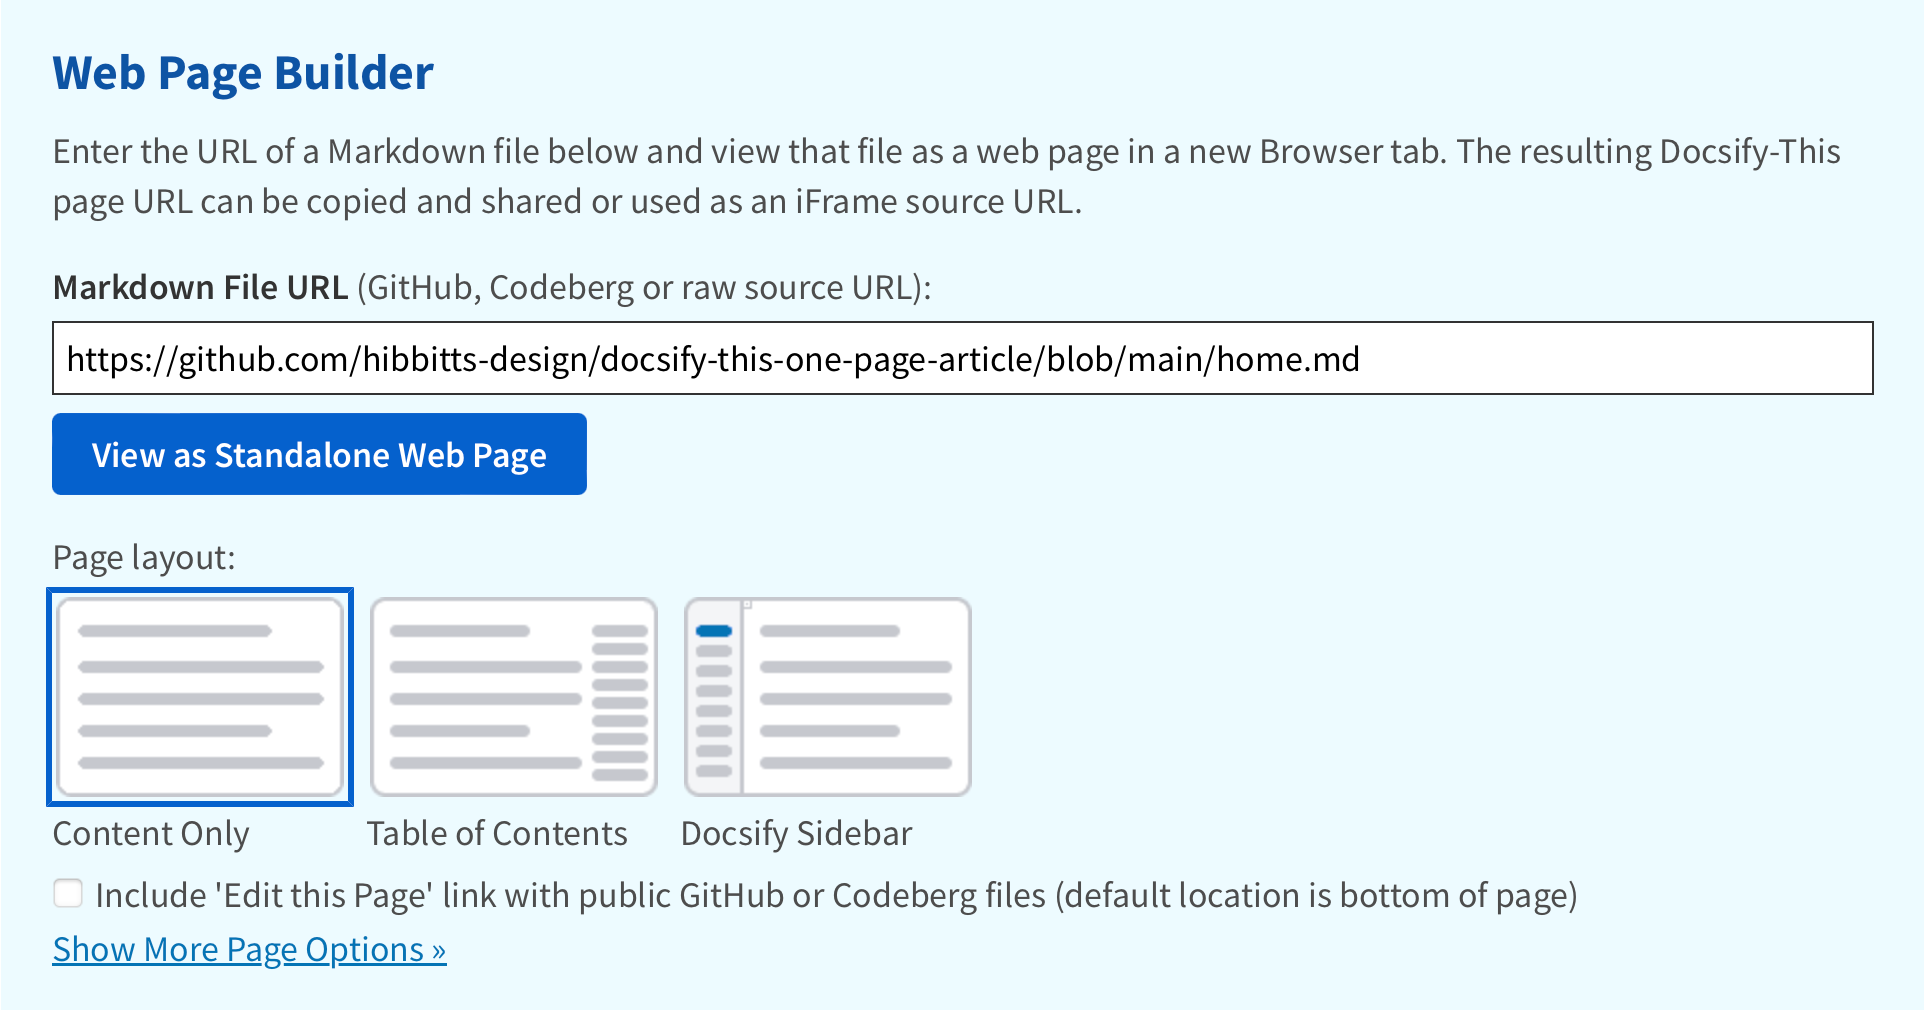 Web Page Builder
Enter the URL of a Markdown file below and view that file as a web page in a new Browser tab. The resulting Docsify-This
page URL can be copied and shared or used as an iFrame source URL.
Markdown File URL (GitHub, Codeberg or raw source URL):
https://github.com/hibbitts-design/docsify-this-one-page-article/blob/main/home.md
View as Standalone Web Page
Page layout:
Content Only
Table of Contents
Docsify Sidebar
Include 'Edit this Page' link with public GitHub or Codeberg files (default location is bottom of page)
Show More Page Options »